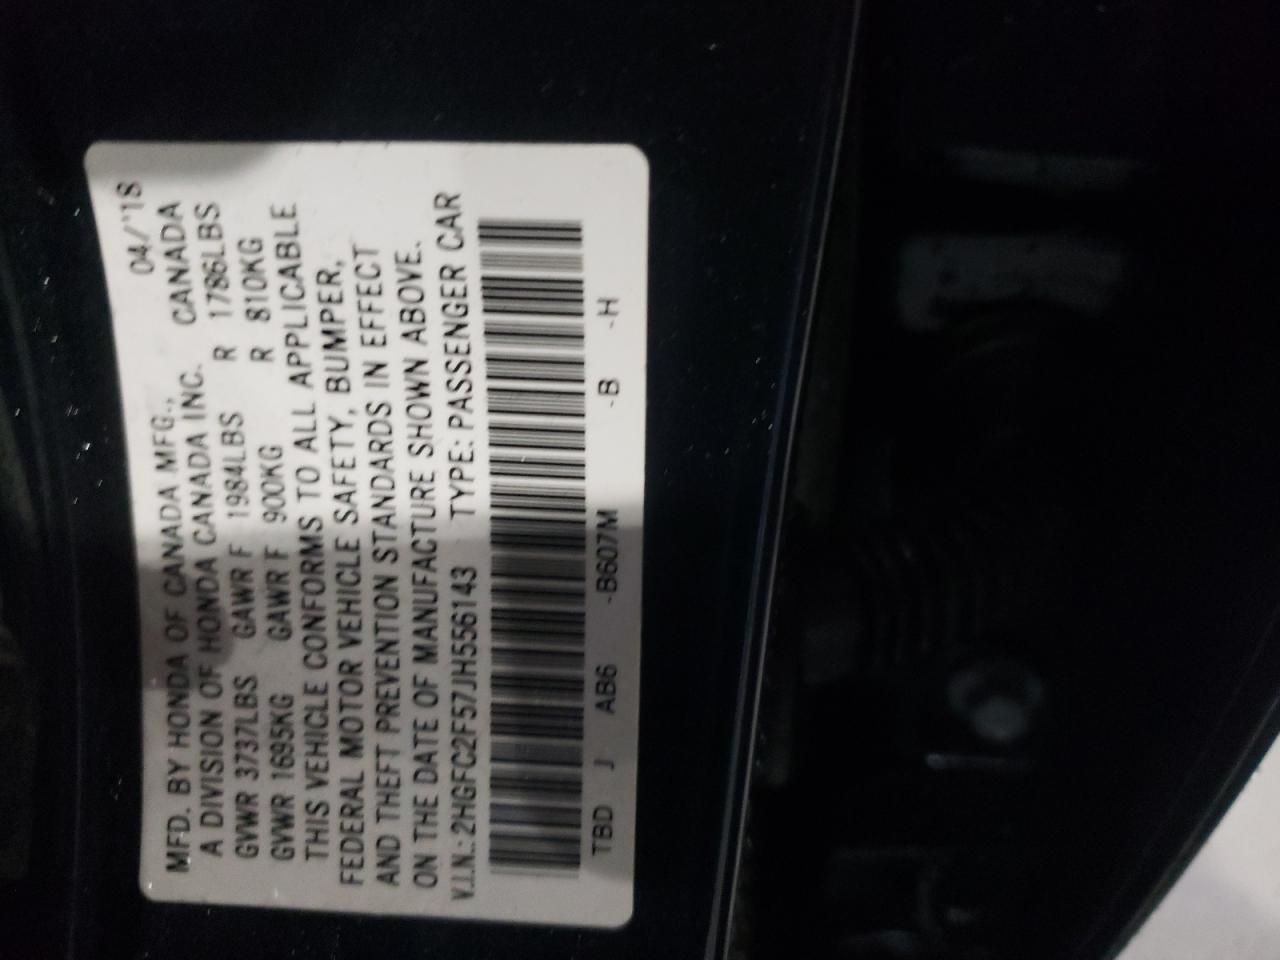 MFD. BY HONDA OF CANADA MFG., 04/'18
A DIVISION OF HONDA CANADA INC. CANADA
GVWR 3737LBS GAWR F 1984LBS R 1786LBS
GVWR 1695KG GAWR F 900KG R 810KG
THIS VEHICLE CONFORMS TO ALL APPLICABLE
FEDERAL MOTOR VEHICLE SAFETY, BUMPER,
AND THEFT PREVENTION STANDARDS IN EFFECT
ON THE DATE OF MANUFACTURE SHOWN ABOVE.
V.I.N.: 2HGFC2F57JH556143 TYPE: PASSENGER CAR
TBD J AB6 -B607M -B -H